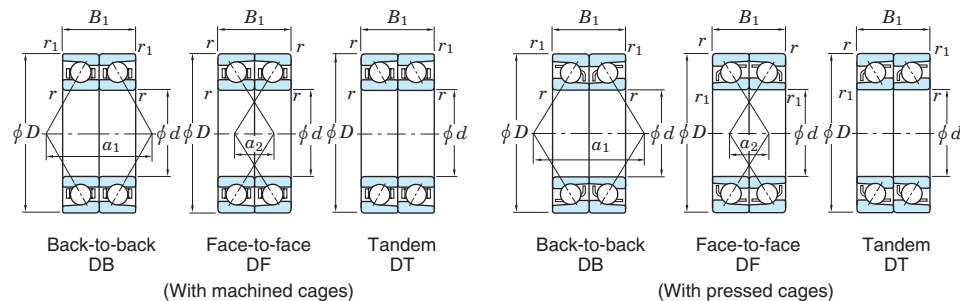 B₁ B₁ B₁ B₁ B₁ B₁
r₁ r₁ r r r r₁ r₁ r₁ r r r r₁
r r r r r r r r r₁ r₁ r₁ r
φD φd φD φd φD φd φD φd φD φd φD φd
a₁ a₂ a₁ a₂
Back-to-back Face-to-face Tandem Back-to-back Face-to-face Tandem
DB DF DT DB DF DT
(With machined cages) (With pressed cages)